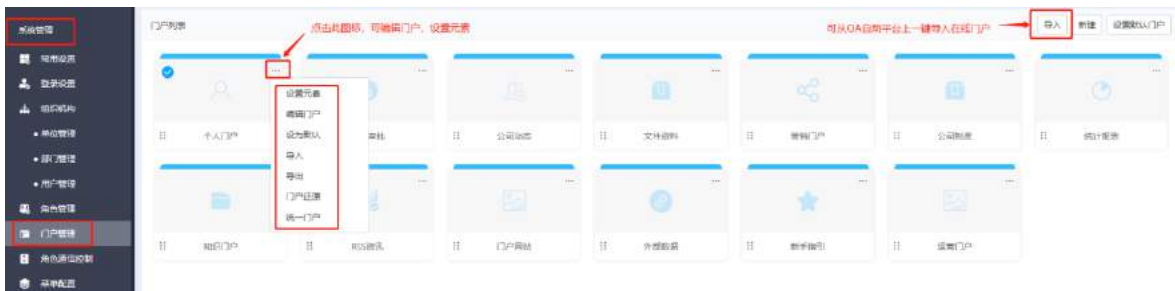 系统管理
常用设置
登录设置
组织机构
单位管理
部门管理
用户管理
角色管理
门户管理
角色通信控制
菜单配置
门户列表
点击此图标，可编辑门户，设置元素
可从OA自助平台上一键导入在线门户
导入
新建
设置默认门户
设置元素
编辑门户
设为默认
导入
导出
门户还原
统一门户
个人门户
公司动态
文件资料
营销门户
公司制度
统计报表
知识门户
RSS资讯
门户网站
外部数据
新手指引
运营门户